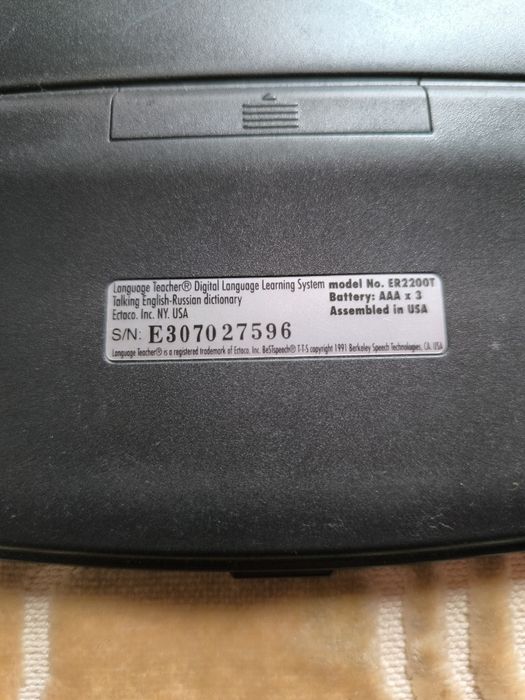 Language Teacher® Digital Language Learning System model No. ER2200T
Talking English-Russian dictionary Battery: AAA x 3
Ectaco. Inc. NY. USA Assembled in USA
S/N: E307027596
Language Teacher® is a registered trademark of Ectaco. Inc. BeSTspeech® T-T-S copyright 1991 Berkeley Speech Technologies, CA. USA